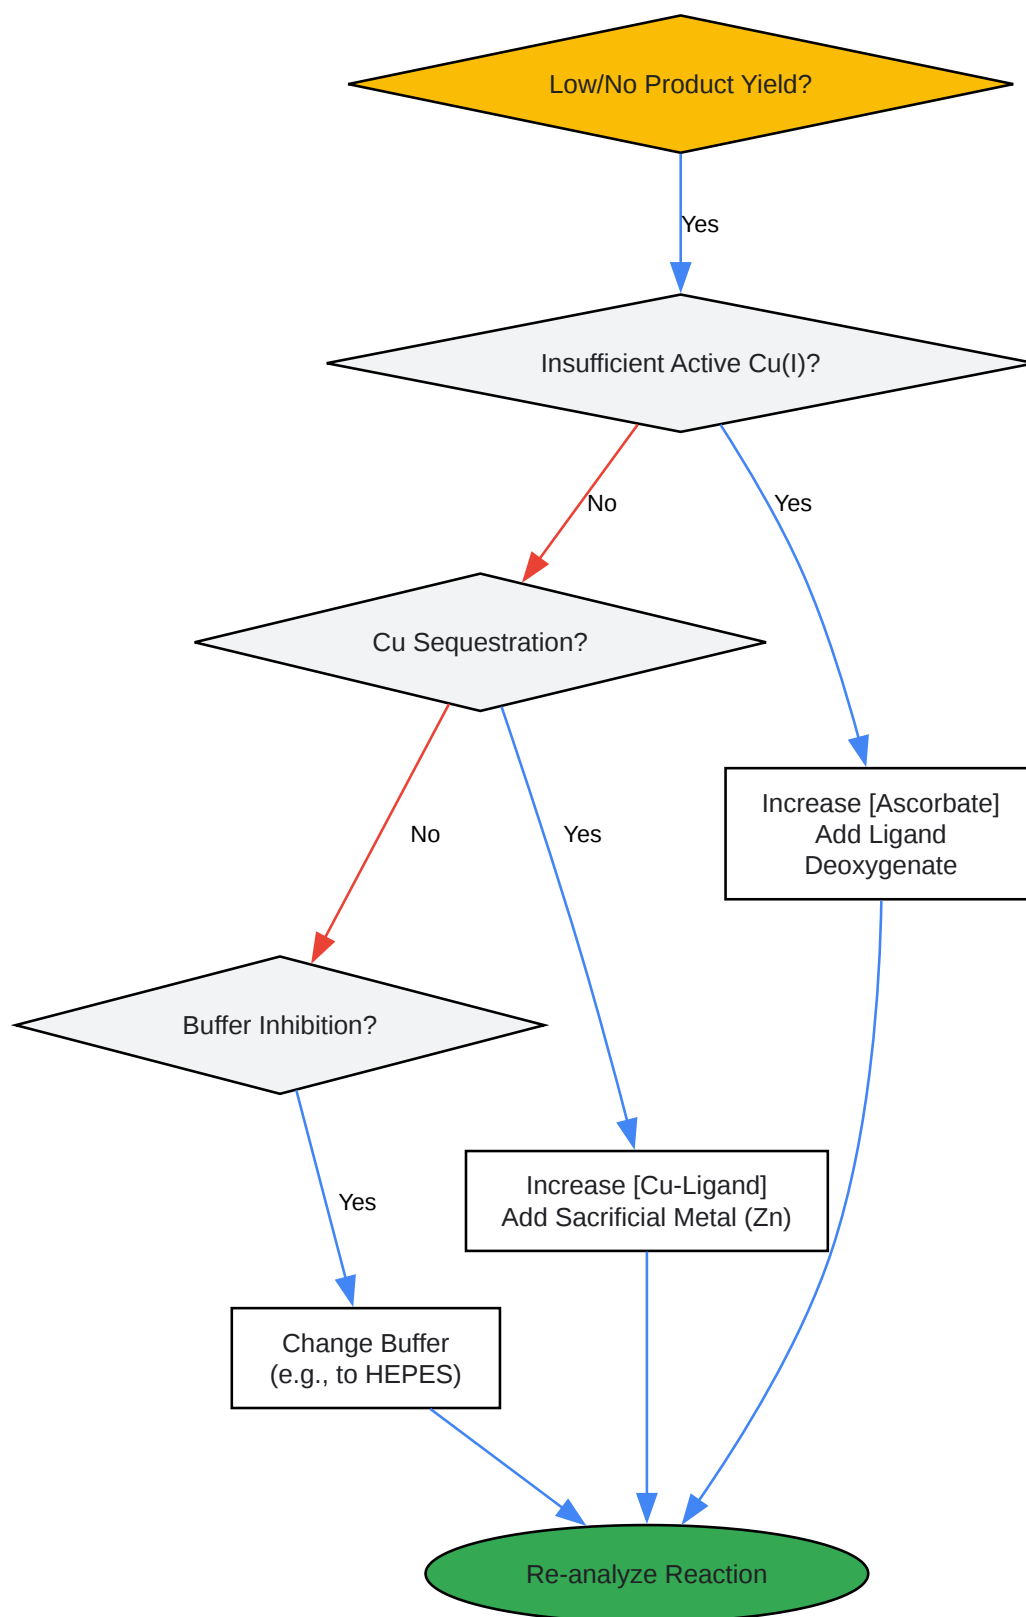 Low/No Product Yield?
Yes
Insufficient Active Cu(I)?
No
Yes
Cu Sequestration?
Increase [Ascorbate]
Add Ligand
Deoxygenate
No
Yes
Buffer Inhibition?
Increase [Cu-Ligand]
Add Sacrificial Metal (Zn)
Yes
Change Buffer
(e.g., to HEPES)
Re-analyze Reaction